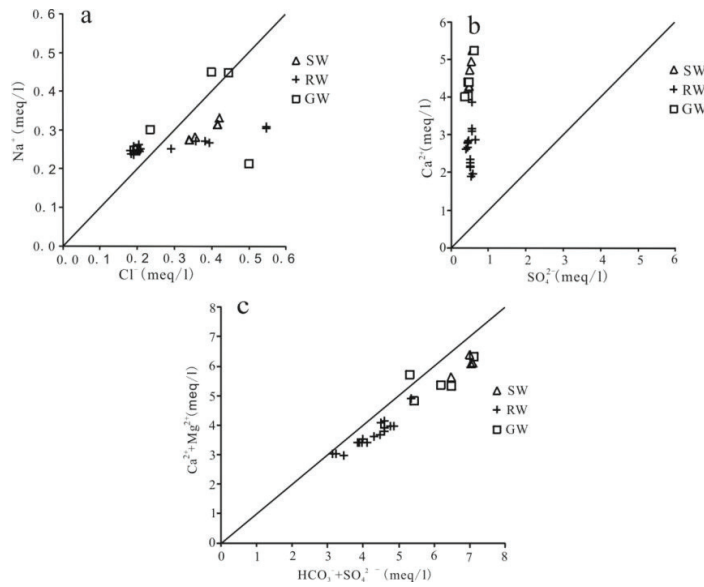 a
Na⁺ (meq/l)
0. 6
0. 5
0. 4
0. 3
0. 2
0. 1
0. 0
0. 0 0. 1 0. 2 0. 3 0. 4 0. 5 0. 6
Cl⁻ (meq/l)
SW
RW
GW
b
Ca²⁺(meq/l)
6
5
4
3
2
1
0
0 1 2 3 4 5 6
SO₄²⁻(meq/l)
SW
RW
GW
c
Ca²⁺+Mg²⁺(meq/l)
8
7
6
5
4
3
2
1
0
0 1 2 3 4 5 6 7 8
HCO₃⁻+SO₄²⁻ (meq/l)
SW
RW
GW